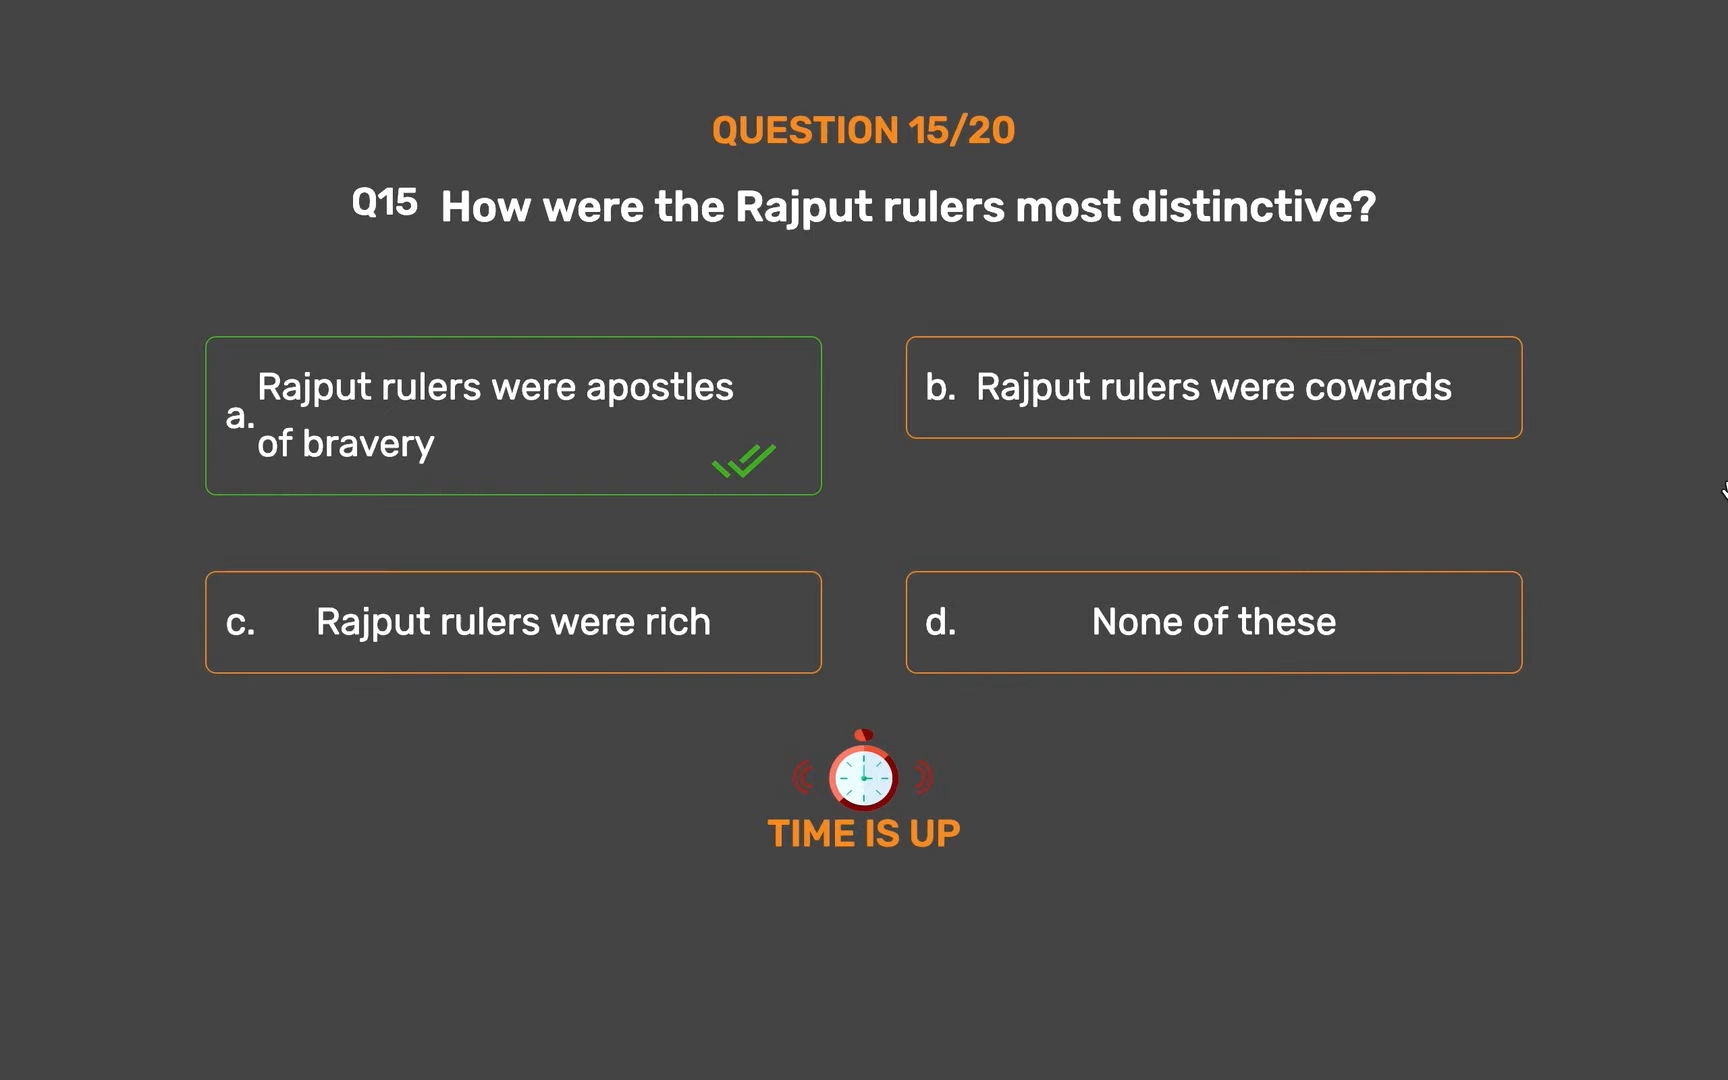 QUESTION 15/20
Q15 How were the Rajput rulers most distinctive?
a. Rajput rulers were apostles
of bravery
b. Rajput rulers were cowards
c. Rajput rulers were rich
d. None of these
TIME IS UP